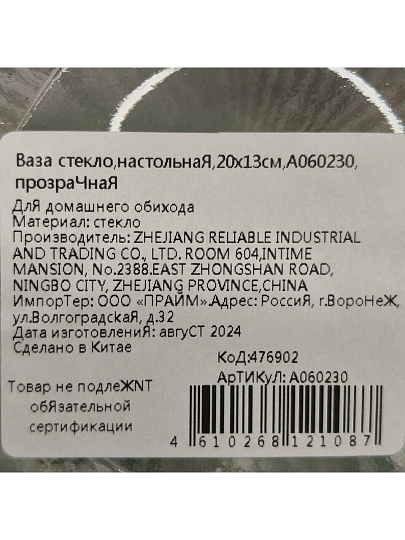 Ваза стекло,настольнаЯ,20х13см,А060230,
прозраЧнаЯ
ДлЯ домашнего обихода
Материал: стекло
Производитель: ZHEJIANG RELIABLE INDUSTRIAL
AND TRADING CO., LTD. ROOM 604,INTIME
MANSION, No.2388.EAST ZHONGSHAN ROAD,
NINGBO CITY, ZHEJIANG PROVINCE,CHINA
ИмпорТер: ООО «ПРАЙМ».Адрес: РоссиЯ, г.ВороНеЖ,
ул.ВолгоградскаЯ, д.32
Дата изготовлениЯ: авгуСТ 2024
Сделано в Китае
КоД:476902
АрТИКуЛ: А060230
Товар не подлеЖNT
обЯзательной
сертификации
4 610268 121087